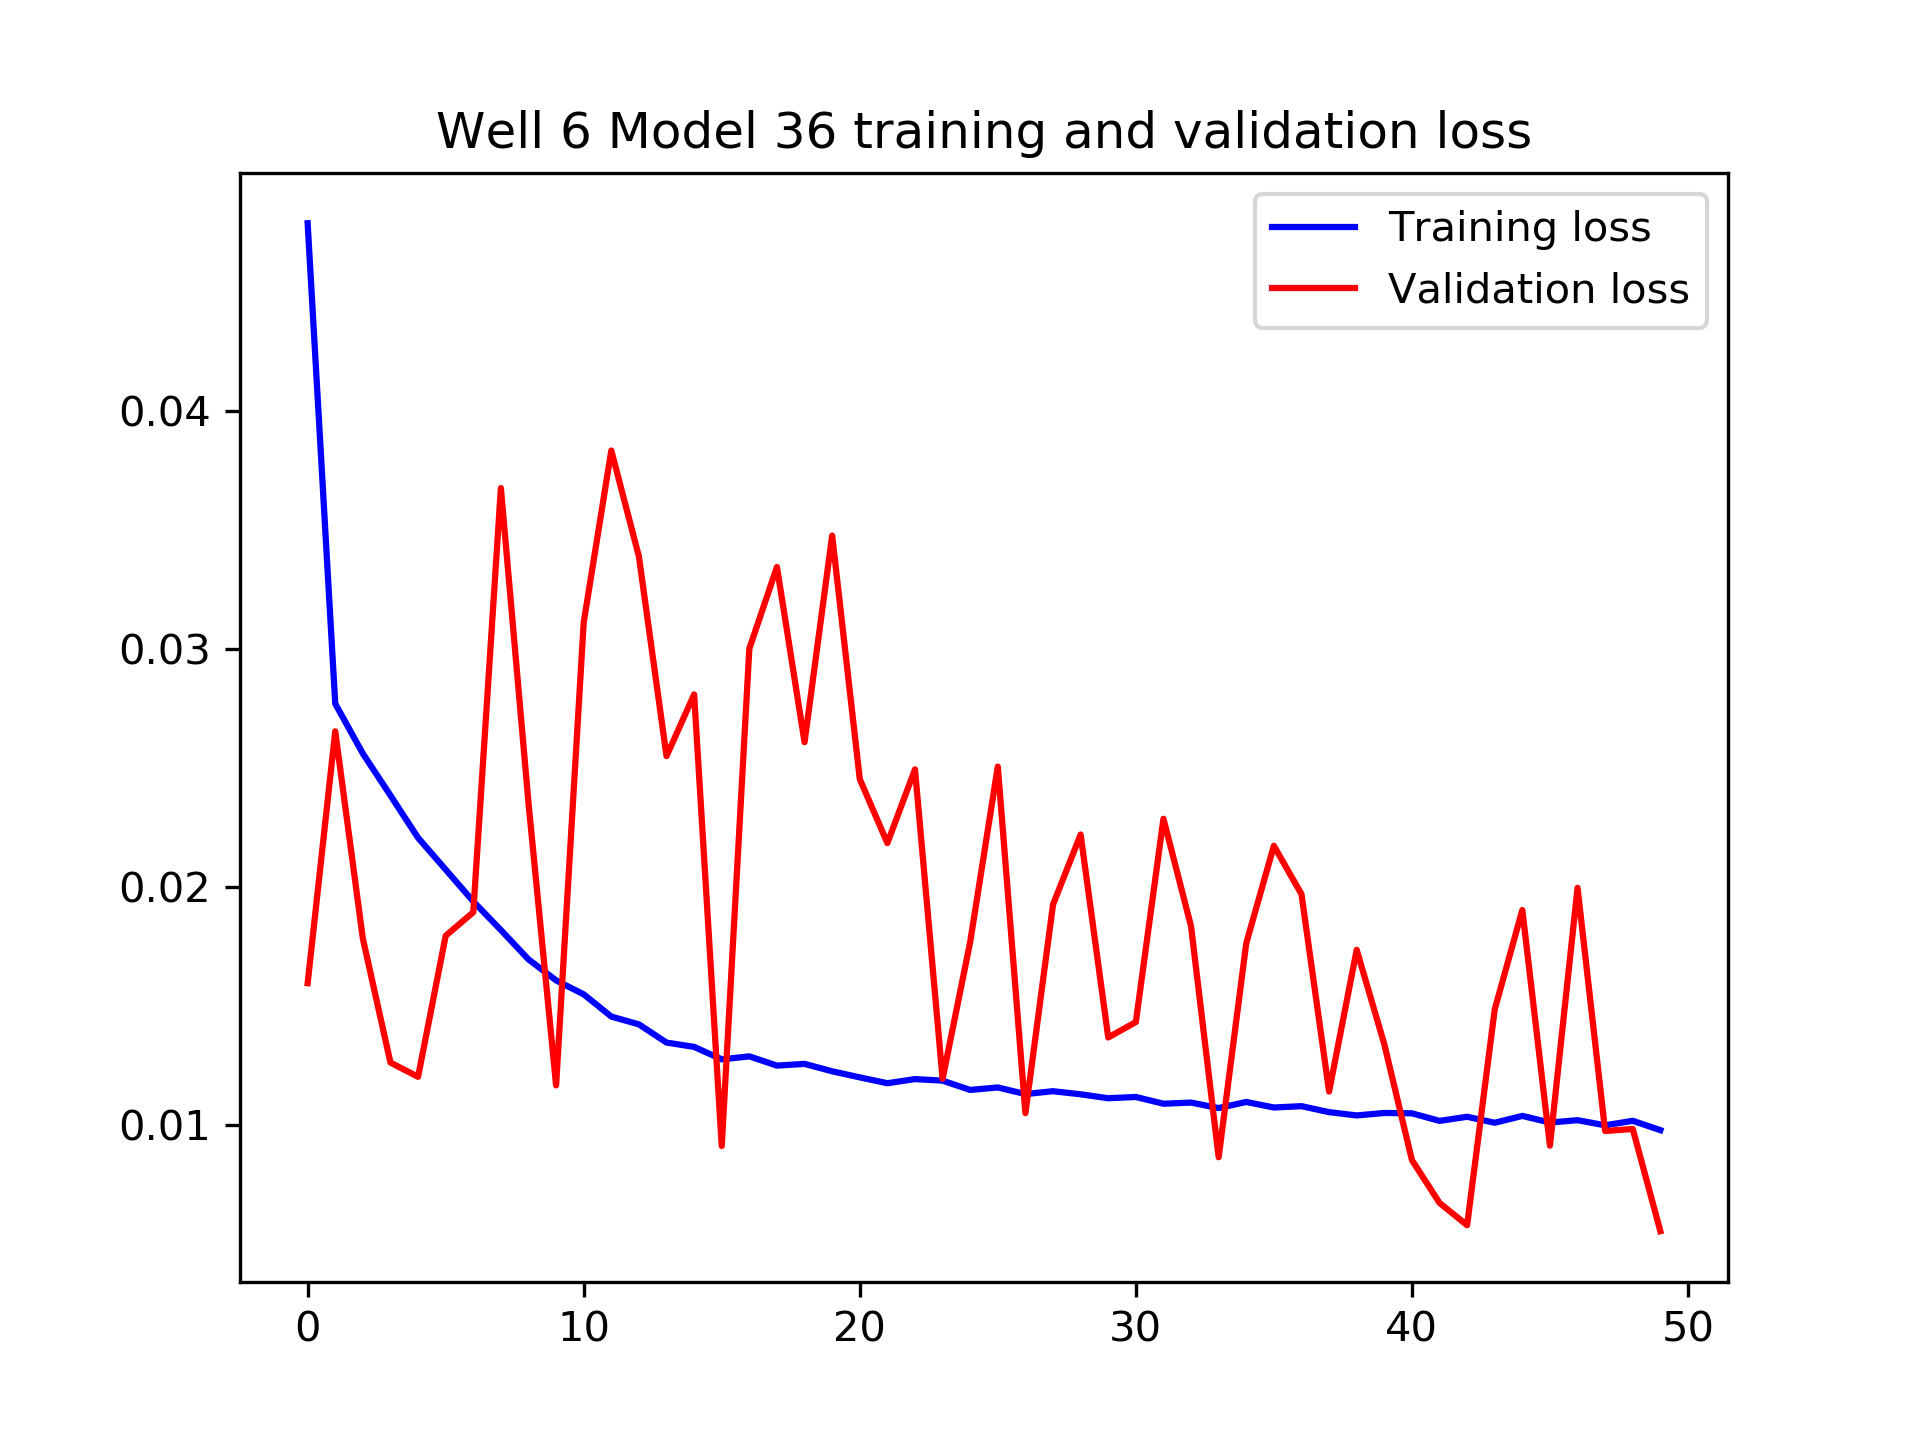 Well 6 Model 36 training and validation loss
Training loss
Validation loss
0.04
0.03
0.02
0.01
0 10 20 30 40 50